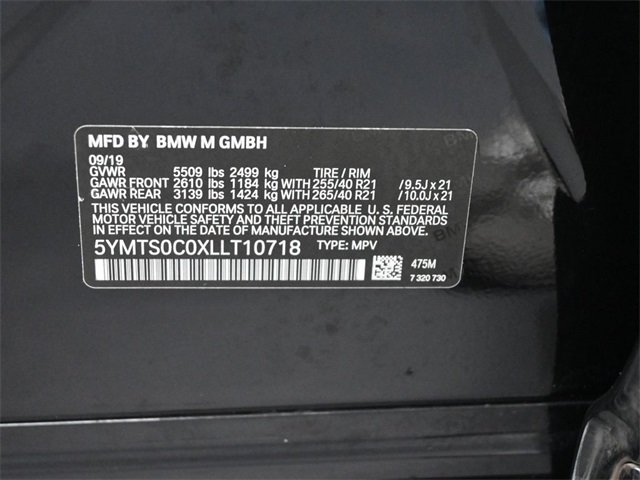 MFD BY BMW M GMBH
09/19
GVWR 5509 lbs 2499 kg TIRE / RIM
GAWR FRONT 2610 lbs 1184 kg WITH 255/40 R21 / 9.5J x 21
GAWR REAR 3139 lbs 1424 kg WITH 265/40 R21 / 10.0J x 21
THIS VEHICLE CONFORMS TO ALL APPLICABLE U. S. FEDERAL
MOTOR VEHICLE SAFETY AND THEFT PREVENTION STANDARDS
IN EFFECT ON THE DATE OF MANUFACTURE SHOWN ABOVE.
5YMTS0C0XLLT10718 TYPE: MPV
475M
7 320 730